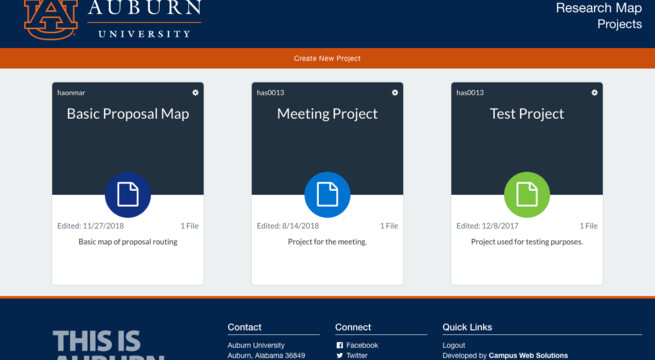 AUBURN
UNIVERSITY
Research Map
Projects
Create New Project
haonmar
Basic Proposal Map
Edited: 11/27/2018 1 File
Basic map of proposal routing
has0013
Meeting Project
Edited: 8/14/2018 1 File
Project for the meeting.
has0013
Test Project
Edited: 12/8/2017 1 File
Project used for testing purposes.
THIS IS
AUBURN
Contact
Auburn University
Auburn, Alabama 36849
Connect
Facebook
Twitter
Quick Links
Logout
Developed by Campus Web Solutions